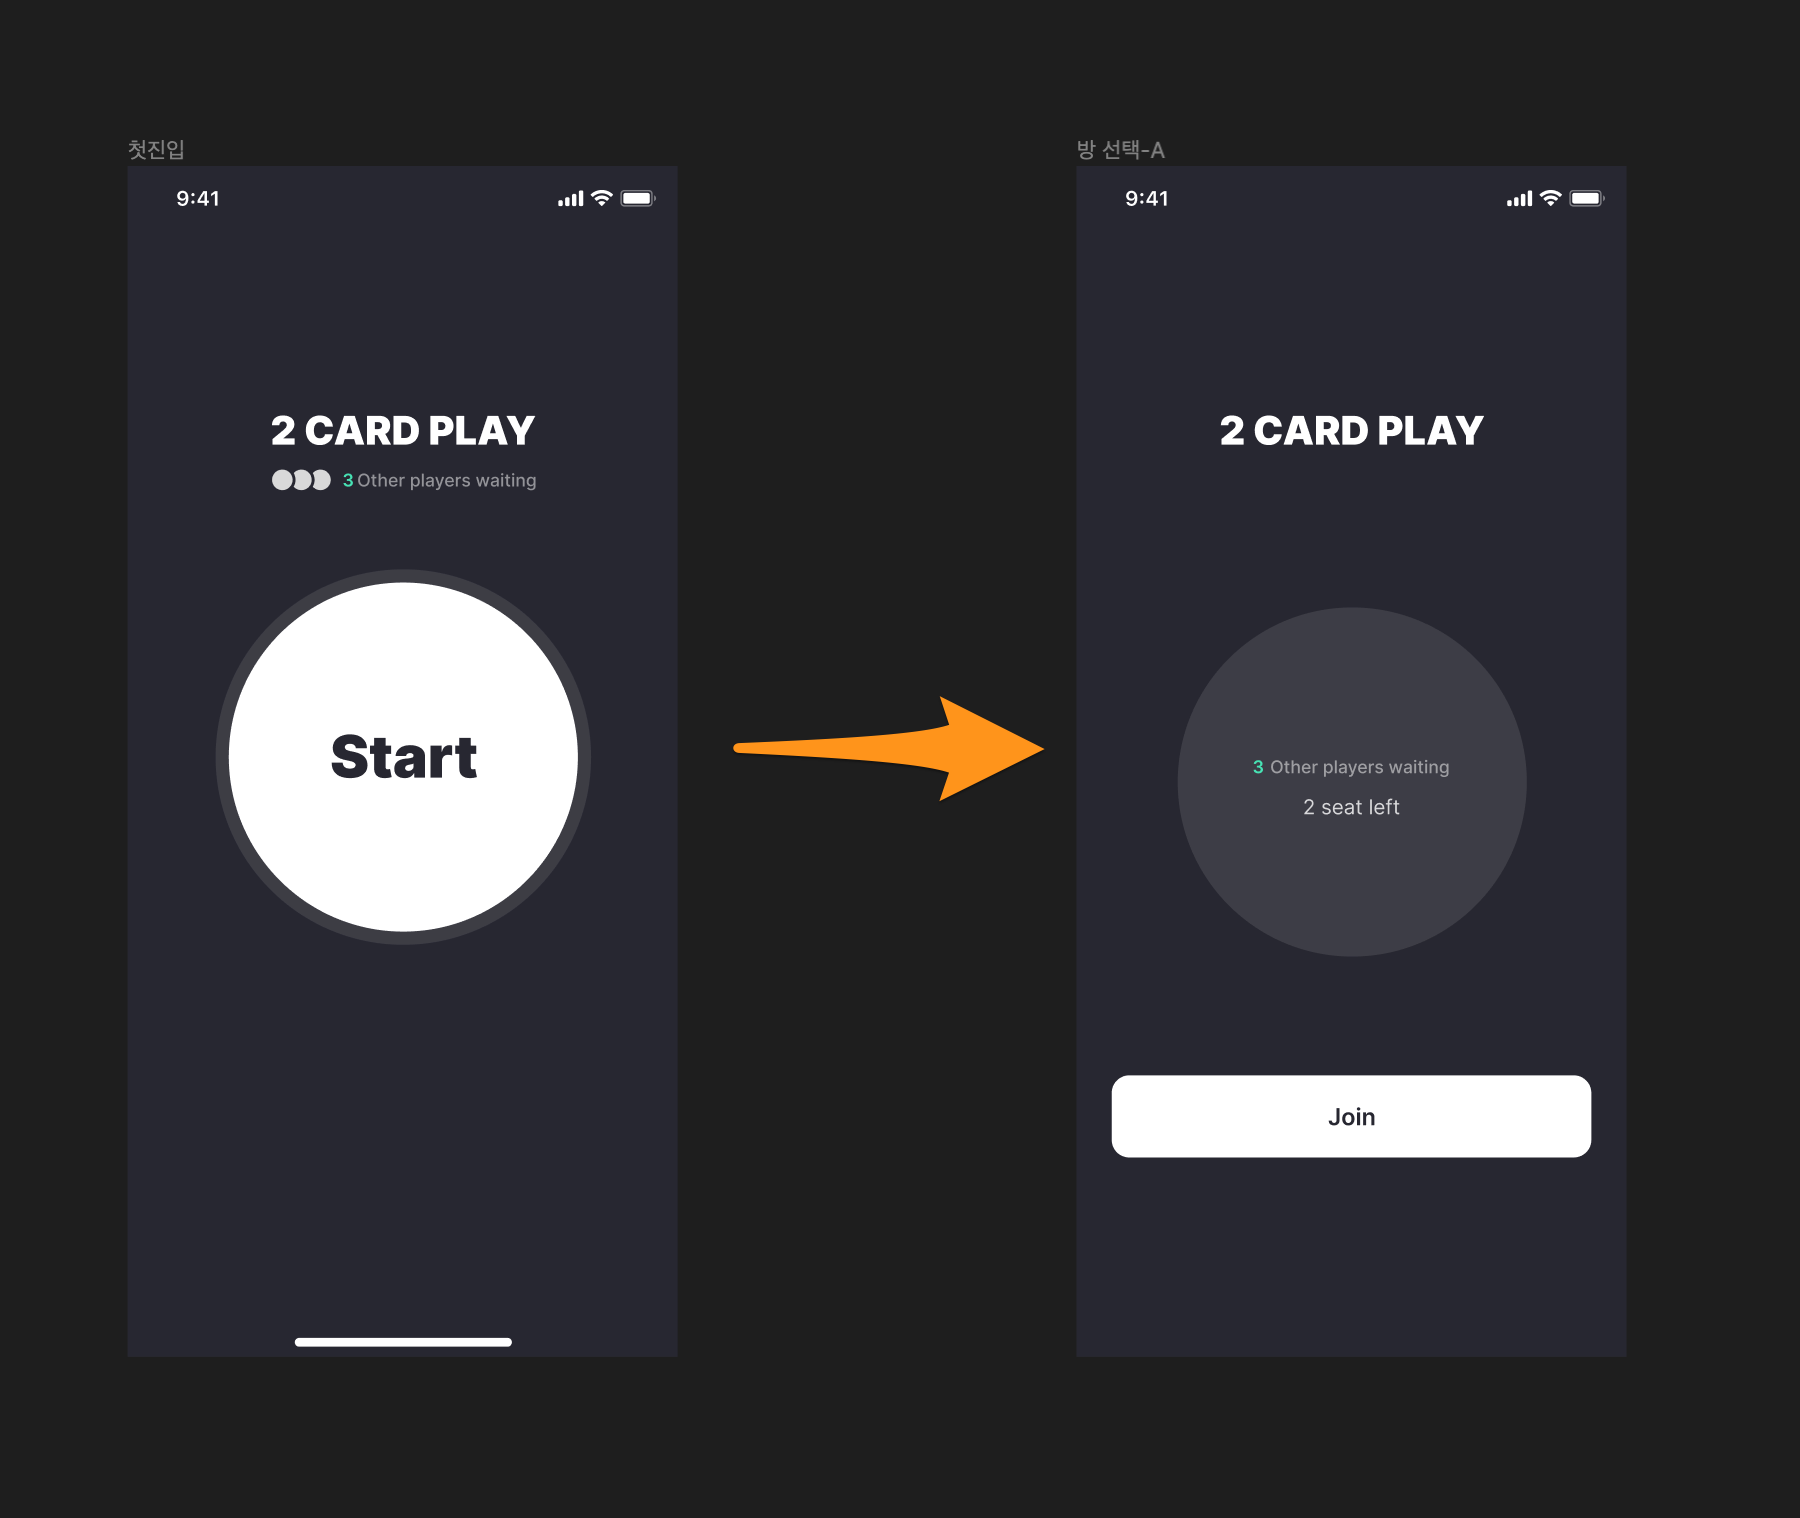 첫진입
9:41
2 CARD PLAY
3 Other players waiting
Start
방 선택-A
9:41
2 CARD PLAY
3 Other players waiting
2 seat left
Join